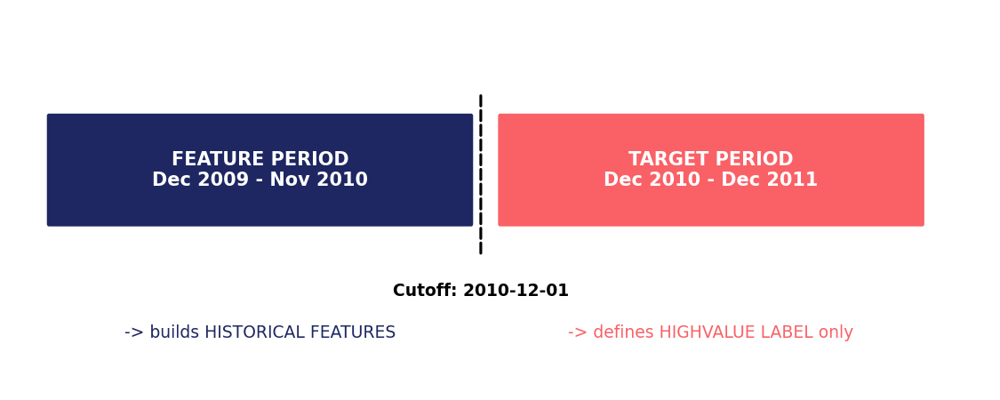 FEATURE PERIOD
Dec 2009 - Nov 2010
TARGET PERIOD
Dec 2010 - Dec 2011
Cutoff: 2010-12-01
-> builds HISTORICAL FEATURES
-> defines HIGHVALUE LABEL only